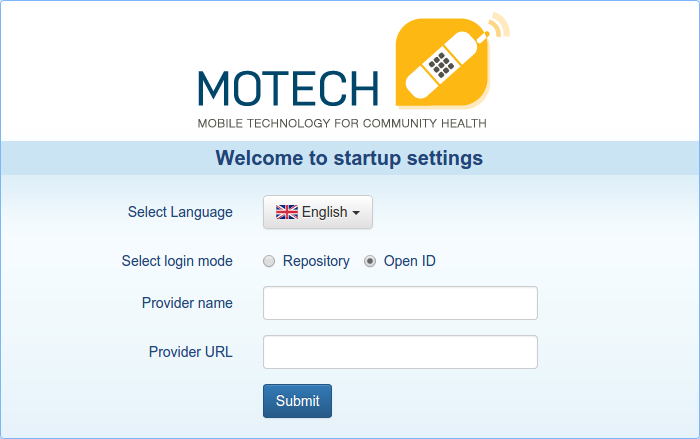 MOTECH
MOBILE TECHNOLOGY FOR COMMUNITY HEALTH
Welcome to startup settings
Select Language English
Select login mode Repository Open ID
Provider name
Provider URL
Submit